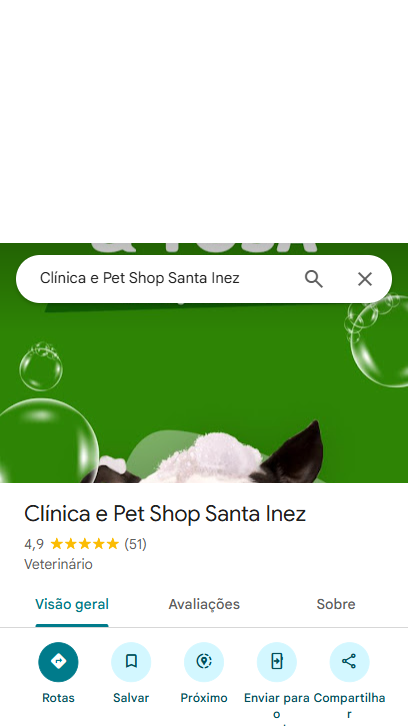 & TOSA
Clínica e Pet Shop Santa Inez
Clínica e Pet Shop Santa Inez
4,9 (51)
Veterinário
Visão geral Avaliações Sobre
Rotas Salvar Próximo Enviar para o Compartilhar